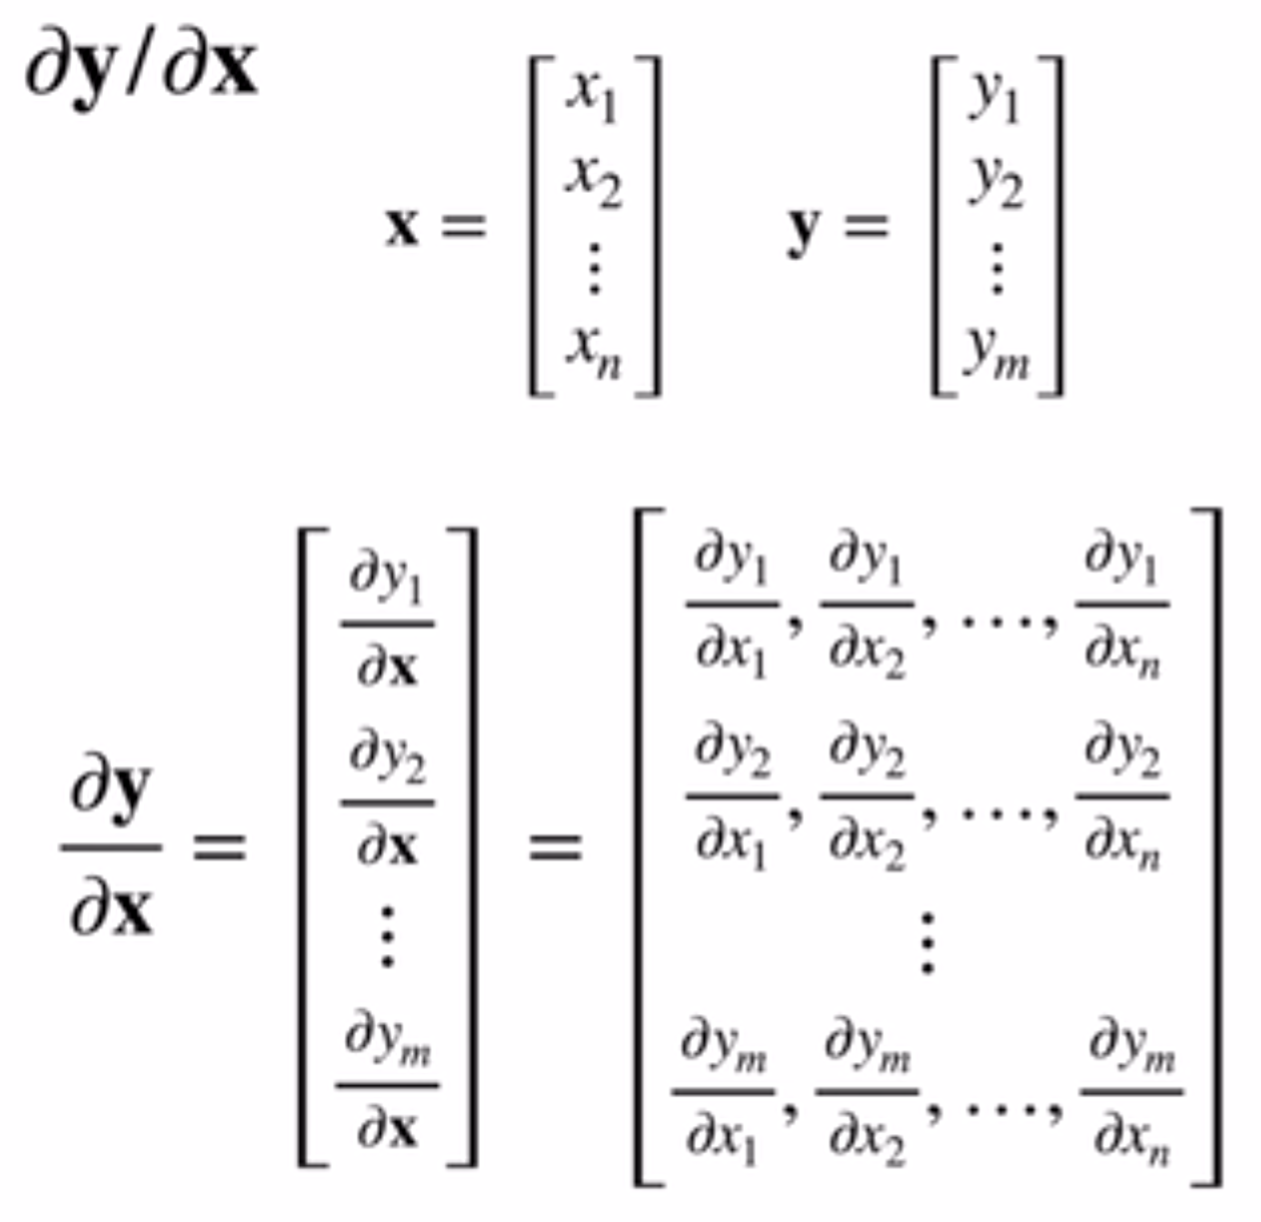 ∂y/∂x
x = [x₁ x₂ ⋮ xₙ] y = [y₁ y₂ ⋮ yₘ]
∂y/∂x = [∂y₁/∂x ∂y₂/∂x ⋮ ∂yₘ/∂x] = [∂y₁/∂x₁, ∂y₁/∂x₂, …, ∂y₁/∂xₙ
∂y₂/∂x₁, ∂y₂/∂x₂, …, ∂y₂/∂xₙ
⋮
∂yₘ/∂x₁, ∂yₘ/∂x₂, …, ∂yₘ/∂xₙ]